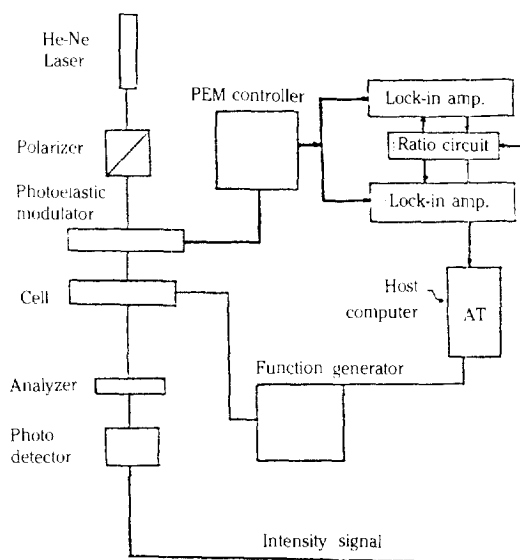 He-Ne
Laser
PEM controller
Lock-in amp.
Ratio circuit
Lock-in amp.
Polarizer
Photoelastic
modulator
Cell
Host
computer
AT
Function generator
Analyzer
Photo
detector
Intensity signal